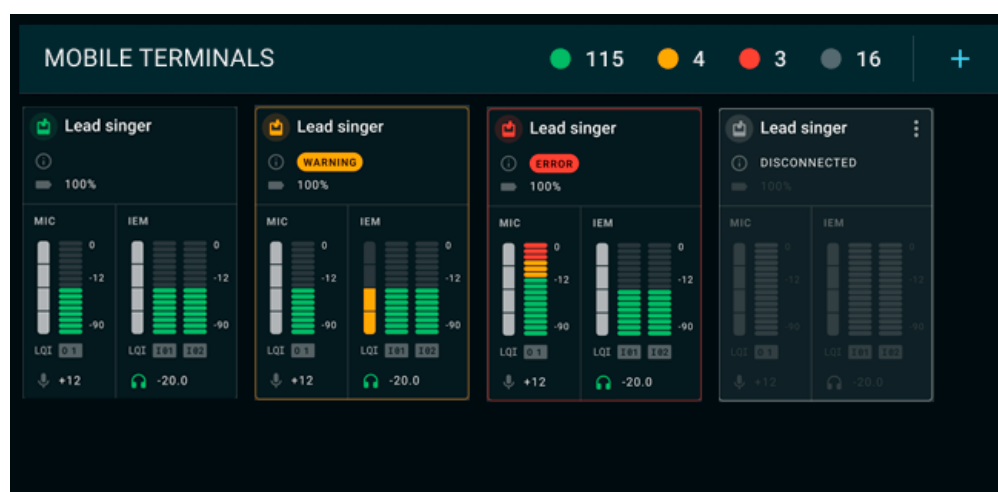 MOBILE TERMINALS 115 4 3 16 +
Lead singer
100%
MIC IEM
0 0
-12 -12
-90 -90
LQI O 1 LQI I01 I02
+12 -20.0
Lead singer
WARNING
100%
MIC IEM
0 0
-12 -12
-90 -90
LQI O 1 LQI I01 I02
+12 -20.0
Lead singer
ERROR
100%
MIC IEM
0 0
-12 -12
-90 -90
LQI O 1 LQI I01 I02
+12 -20.0
Lead singer
DISCONNECTED
100%
MIC IEM
0 0
-12 -12
-90 -90
LQI O 1 LQI I01 I02
+12 -20.0